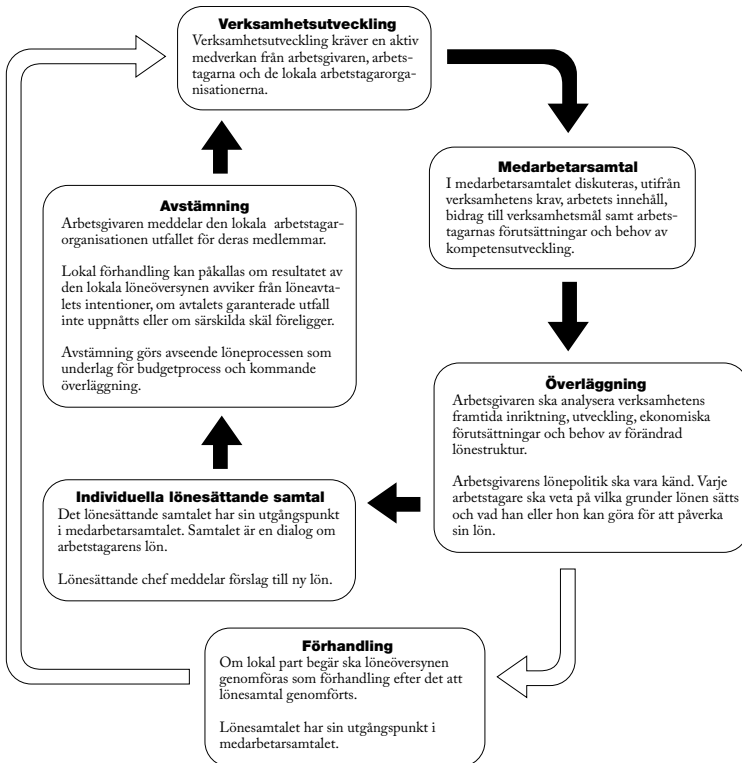 Verksamhetsutveckling
Verksamhetsutveckling kräver en aktiv
medverkan från arbetsgivaren, arbets-
tagarna och de lokala arbetstagarorga-
nisationerna.
Medarbetarsamtal
I medarbetarsamtalet diskuteras, utifrån
verksamhetens krav, arbetets innehåll,
bidrag till verksamhetsmål samt arbets-
tagarnas förutsättningar och behov av
kompetensutveckling.
Överläggning
Arbetsgivaren ska analysera verksamhetens
framtida inriktning, utveckling, ekonomiska
förutsättningar och behov av förändrad
lönestruktur.
Arbetsgivarens lönepolitik ska vara känd. Varje
arbetstagare ska veta på vilka grunder lönen sätts
och vad han eller hon kan göra för att påverka
sin lön.
Individuella lönesättande samtal
Det lönesättande samtalet har sin utgångspunkt
i medarbetarsamtalet. Samtalet är en dialog om
arbetstagarens lön.
Lönesättande chef meddelar förslag till ny lön.
Avstämning
Arbetsgivaren meddelar den lokala arbetstagar-
organisationen utfallet för deras medlemmar.
Lokal förhandling kan påkallas om resultatet av
den lokala löneöversynen avviker från löneavta-
lets intentioner, om avtalets garanterade utfall
inte uppnåtts eller om särskilda skäl föreligger.
Avstämning görs avseende löneprocessen som
underlag för budgetprocess och kommande
överläggning.
Förhandling
Om lokal part begär ska löneöversynen
genomföras som förhandling efter det att
lönesamtal genomförts.
Lönesamtalet har sin utgångspunkt i
medarbetarsamtalet.